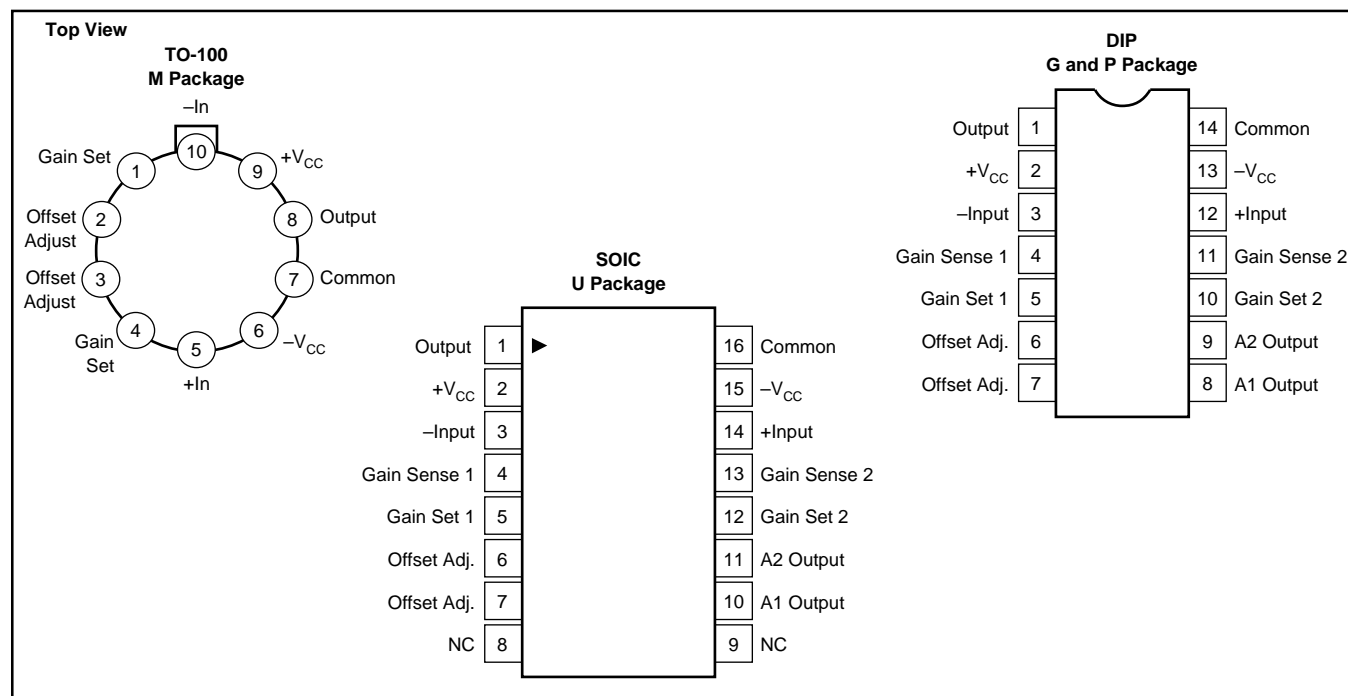 Top View
TO-100
M Package
–In
10
Gain Set
1
9
+VCC
Offset
Adjust
2
8
Output
Offset
Adjust
3
7
Common
Gain
Set
4
6
–VCC
5
+In
SOIC
U Package
Output 1 16 Common
+VCC 2 15 –VCC
–Input 3 14 +Input
Gain Sense 1 4 13 Gain Sense 2
Gain Set 1 5 12 Gain Set 2
Offset Adj. 6 11 A2 Output
Offset Adj. 7 10 A1 Output
NC 8 9 NC
DIP
G and P Package
Output 1 14 Common
+VCC 2 13 –VCC
–Input 3 12 +Input
Gain Sense 1 4 11 Gain Sense 2
Gain Set 1 5 10 Gain Set 2
Offset Adj. 6 9 A2 Output
Offset Adj. 7 8 A1 Output